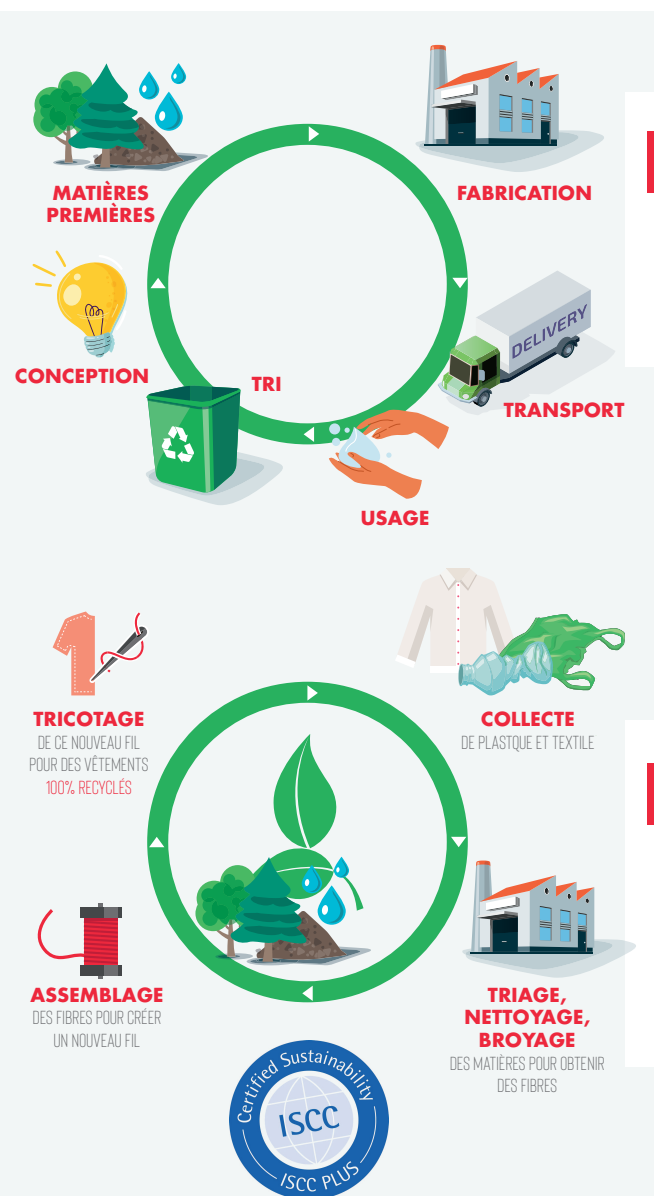 MATIÈRES
PREMIÈRES
FABRICATION
CONCEPTION
DELIVERY
TRI
TRANSPORT
USAGE
TRICOTAGE
DE CE NOUVEAU FIL
POUR DES VÊTEMENTS
100% RECYCLÉS
COLLECTE
DE PLASTQUE ET TEXTILE
ASSEMBLAGE
DES FIBRES POUR CRÉER
UN NOUVEAU FIL
TRIAGE,
NETTOYAGE,
BROYAGE
DES MATIÈRES POUR OBTENIR
DES FIBRES
Certified Sustainability
ISCC
ISCC PLUS